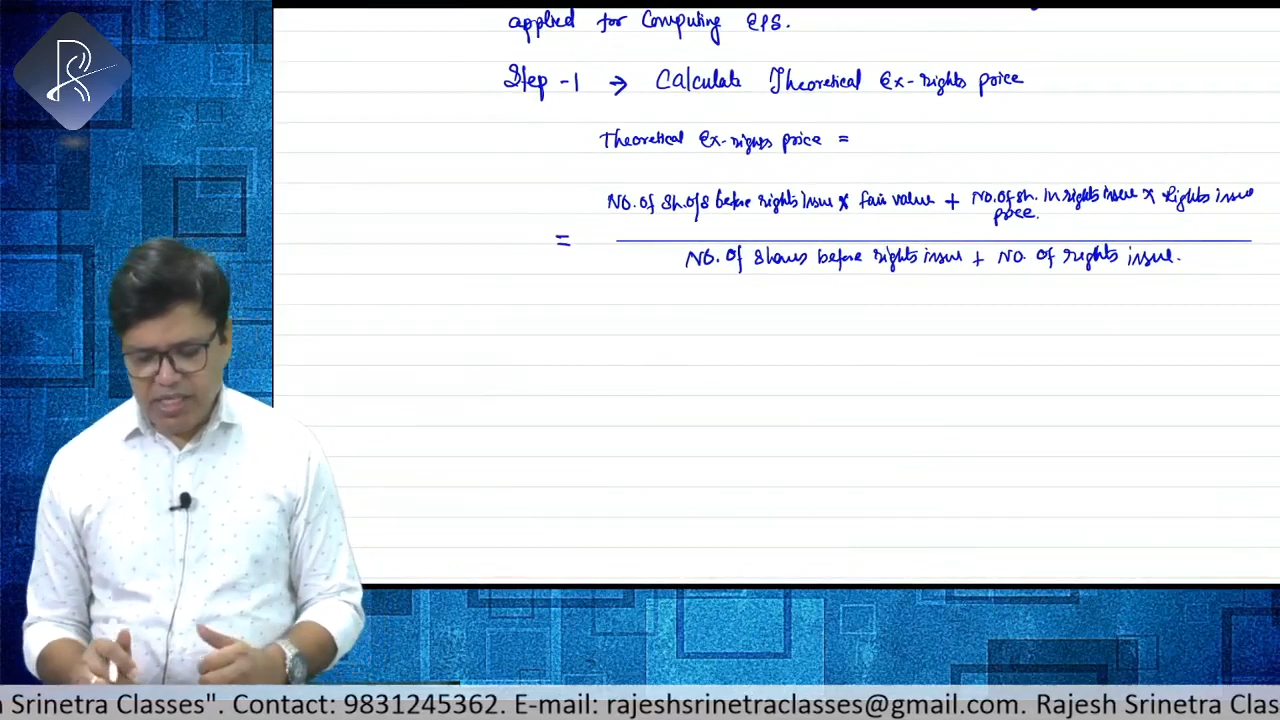 applied for Computing EPS.
Step -1 → Calculate Theoretical Ex-rights price
Theoretical Ex-rights price =
No. of sh. o/s before rights issue x fair value + No. of sh. in rights issue x Rights issue
price.
=
No. of shares before rights issue + No. of rights issue.
RS
n Srinetra Classes". Contact: 9831245362. E-mail: rajeshsrinetraclasses@gmail.com. Rajesh Srinetra Clas